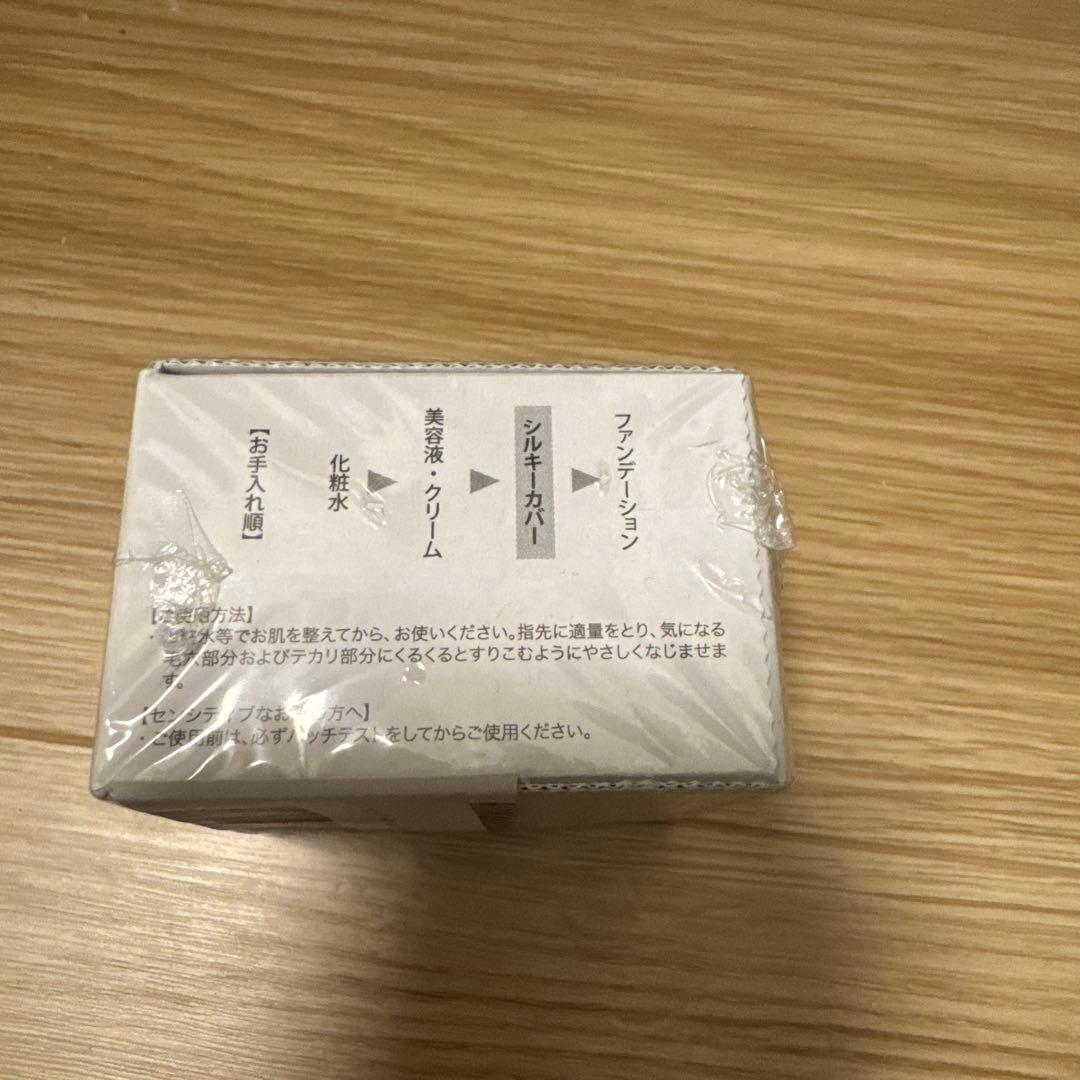 【お手入れ順】
化粧水
▶
美容液・クリーム
▶
シルキーカバー
▶
ファンデーション
【ご使用方法】
・化粧水等でお肌を整えてから、お使いください。指先に適量をとり、気になる
毛穴部分およびテカリ部分にくるくるとすりこむようにやさしくなじませま
す。
【センシティブなお肌の方へ】
・ご使用前は、必ずパッチテストをしてからご使用ください。